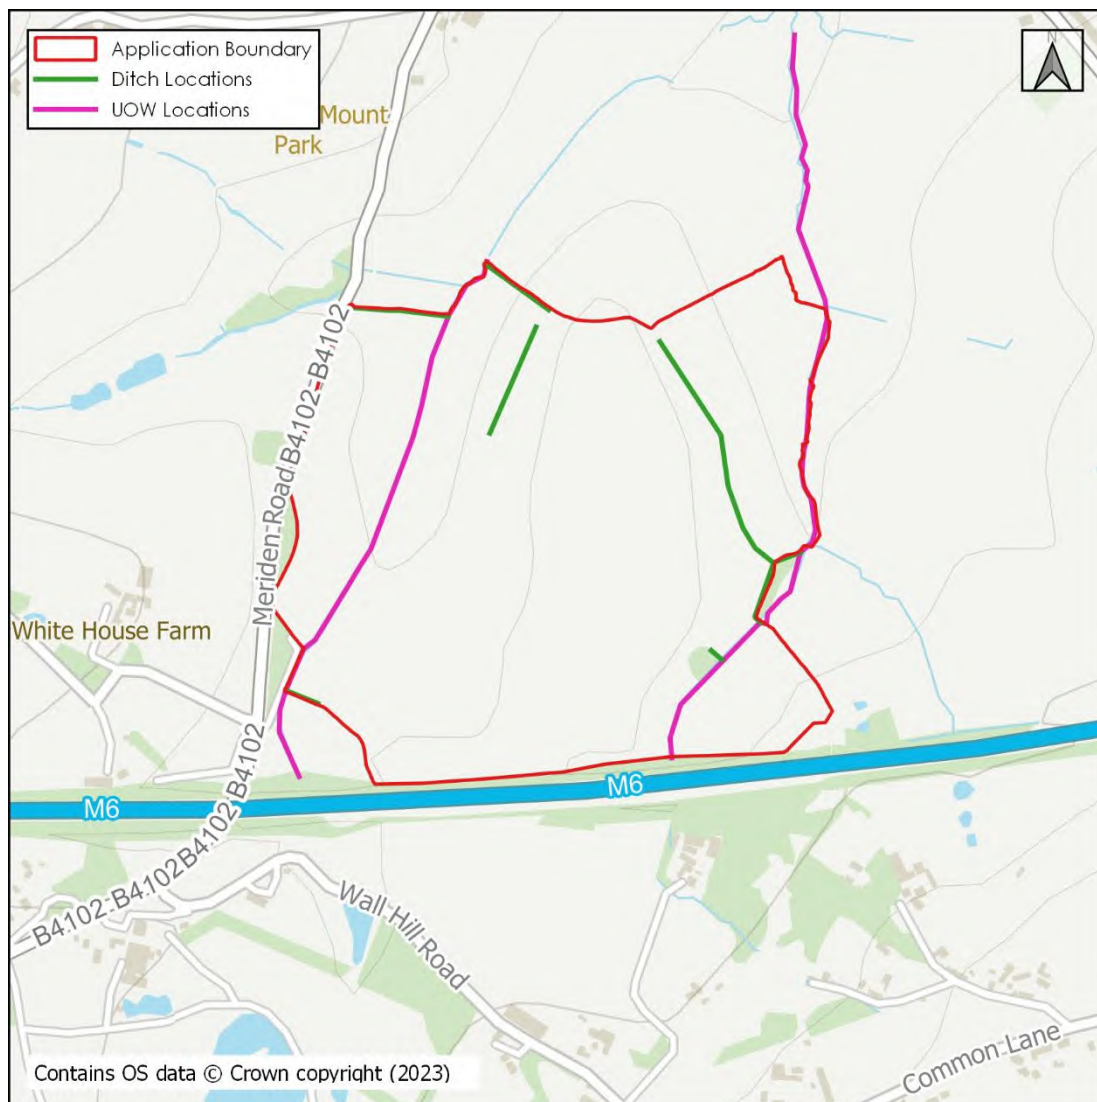 Application Boundary
Ditch Locations
UOW Locations
N
Mount
Park
Meriden Road B4102-B4102
White House Farm
B4102-B4102 B4102 B4102
M6
M6
Wall Hill Road
Common Lane
Contains OS data © Crown copyright (2023)